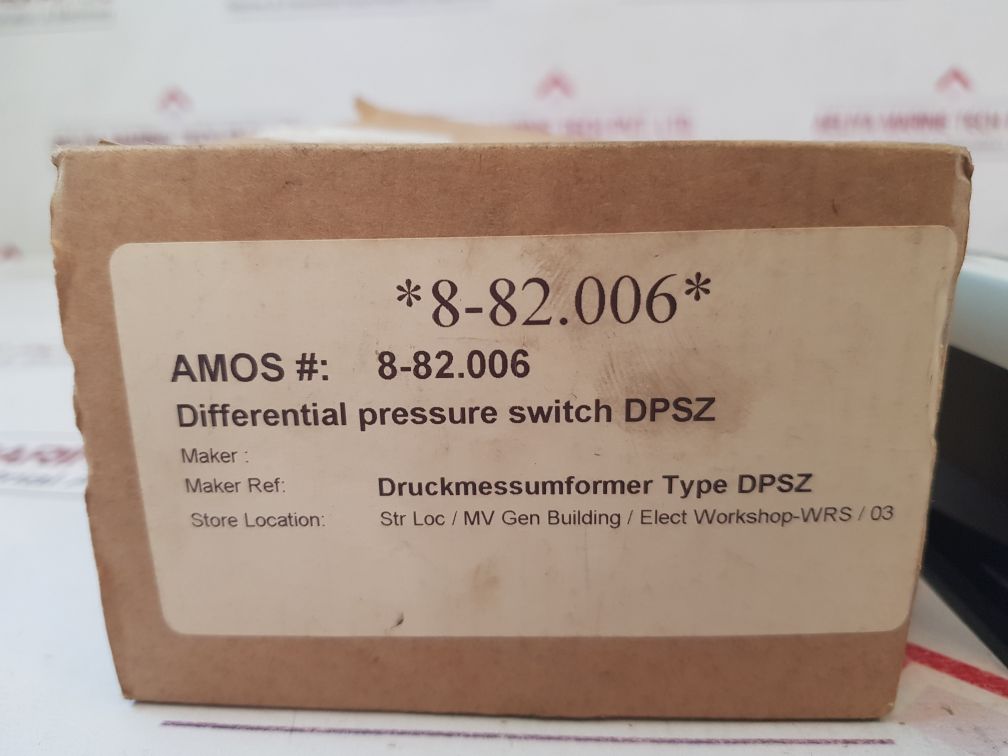 *8-82.006*
AMOS #: 8-82.006
Differential pressure switch DPSZ
Maker :
Maker Ref: Druckmessumformer Type DPSZ
Store Location: Str Loc / MV Gen Building / Elect Workshop-WRS / 03